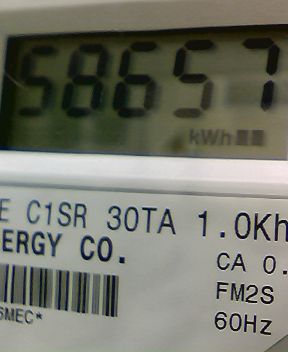 58657
kWh
E C1SR 30TA 1.0Kh
ERGY CO.
CA 0.
FM2S
60Hz
SMEC*